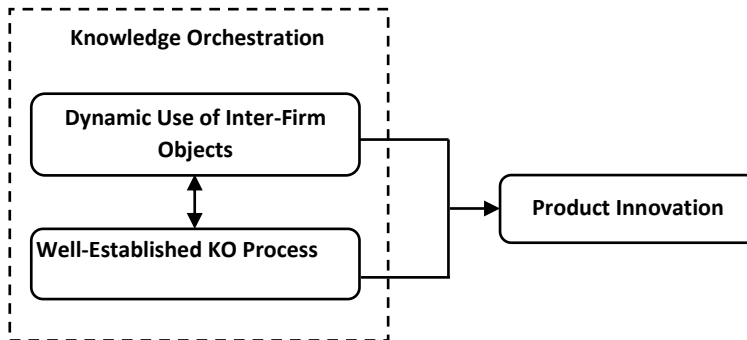 Knowledge Orchestration
Dynamic Use of Inter-Firm
Objects
Well-Established KO Process
Product Innovation